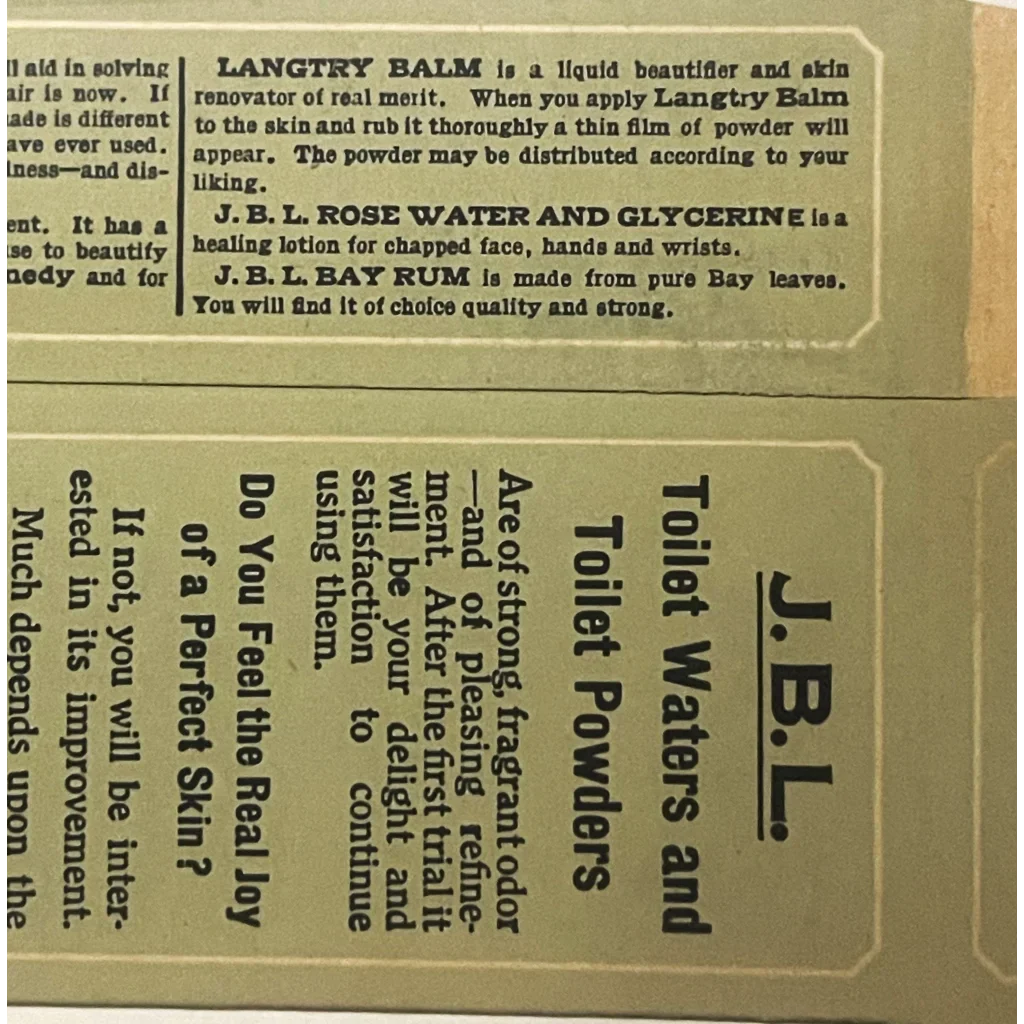 ll aid in solving
air is now. If
ade is different
ave ever used.
iness—and dis-
ent. It has a
se to beautify
nedy and for
LANGTRY BALM is a liquid beautifier and skin
renovator of real merit. When you apply Langtry Balm
to the skin and rub it thoroughly a thin film of powder will
appear. The powder may be distributed according to your
liking.
J. B. L. ROSE WATER AND GLYCERINE is a
healing lotion for chapped face, hands and wrists.
J. B. L. BAY RUM is made from pure Bay leaves.
You will find it of choice quality and strong.
J. B. L.
Toilet Waters and
Toilet Powders
Are of strong, fragrant odor
—and of pleasing refine-
ment. After the first trial it
will be your delight and
satisfaction to continue
using them.
Do You Feel the Real Joy
of a Perfect Skin?
If not, you will be inter-
ested in its improvement.
Much depends upon the